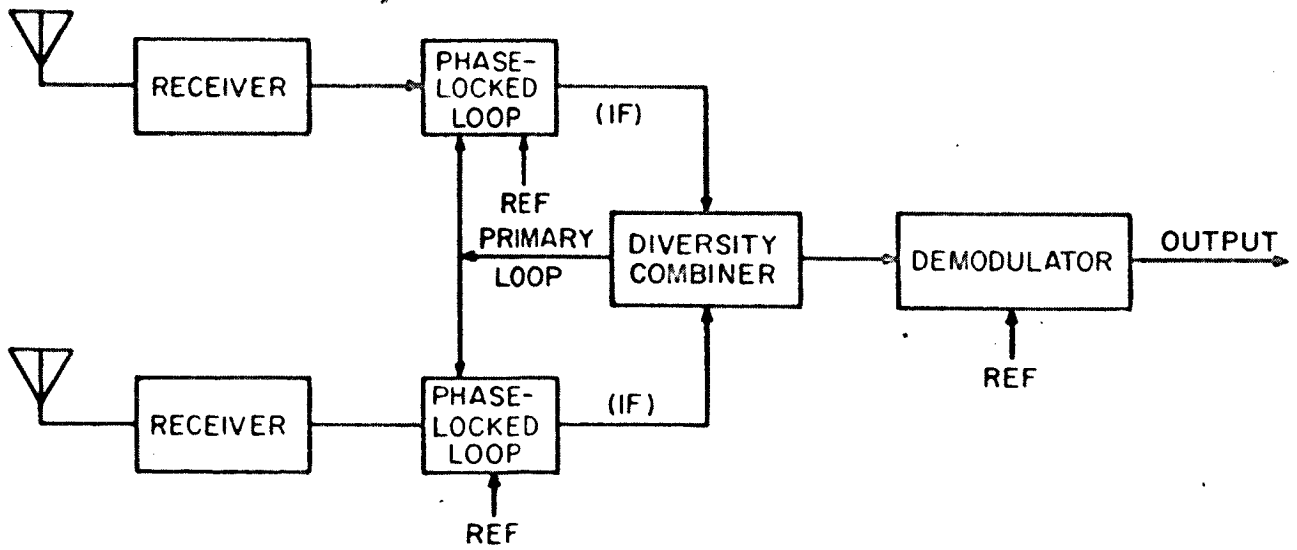 RECEIVER
PHASE-
LOCKED
LOOP
(IF)
REF
PRIMARY
LOOP
DIVERSITY
COMBINER
DEMODULATOR
OUTPUT
REF
RECEIVER
PHASE-
LOCKED
LOOP
(IF)
REF